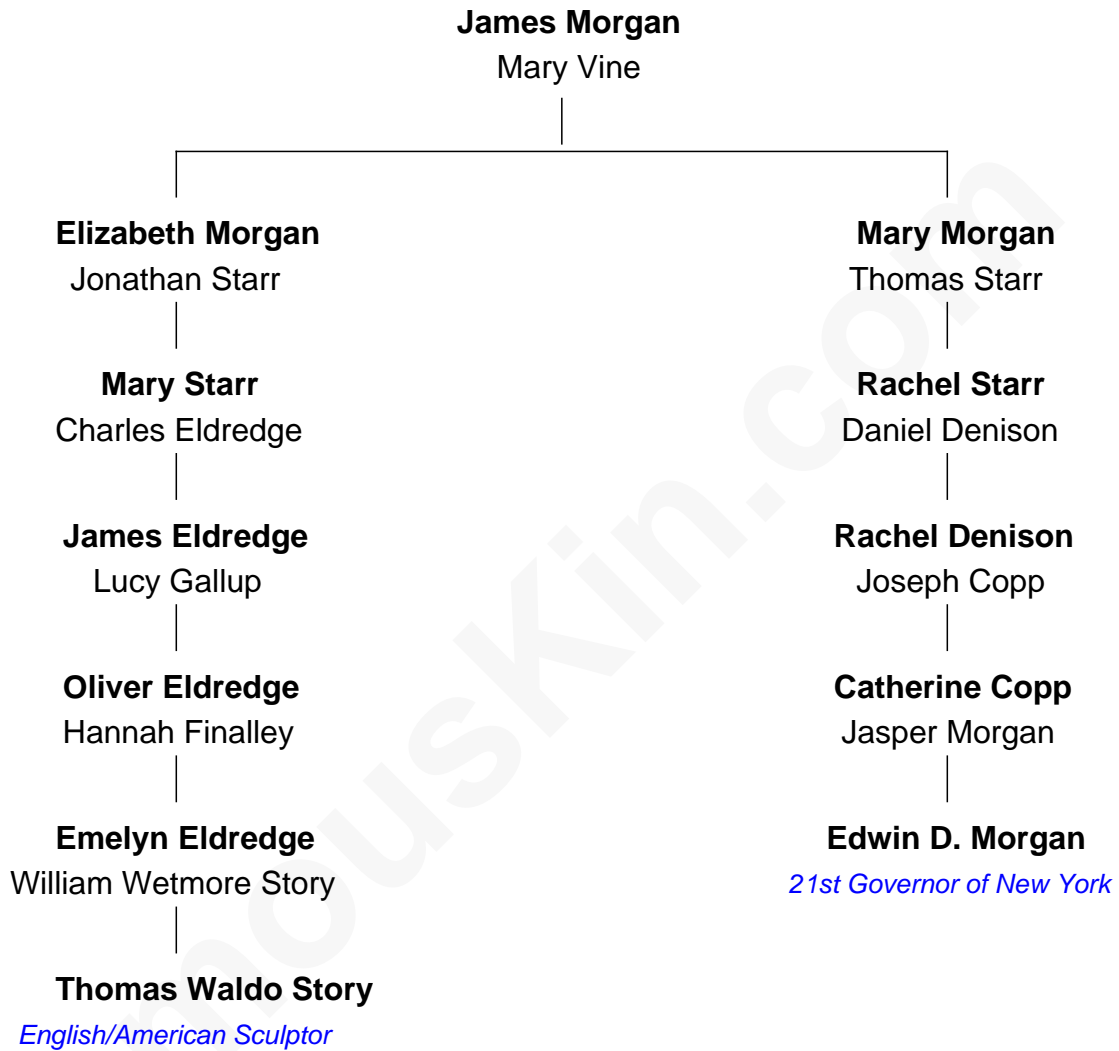 James Morgan
Mary Vine
Elizabeth Morgan
Jonathan Starr
Mary Morgan
Thomas Starr
Mary Starr
Charles Eldredge
Rachel Starr
Daniel Denison
James Eldredge
Lucy Gallup
Rachel Denison
Joseph Copp
Oliver Eldredge
Hannah Finalley
Catherine Copp
Jasper Morgan
Emelyn Eldredge
William Wetmore Story
Edwin D. Morgan
21st Governor of New York
Thomas Waldo Story
English/American Sculptor
mouskin.com